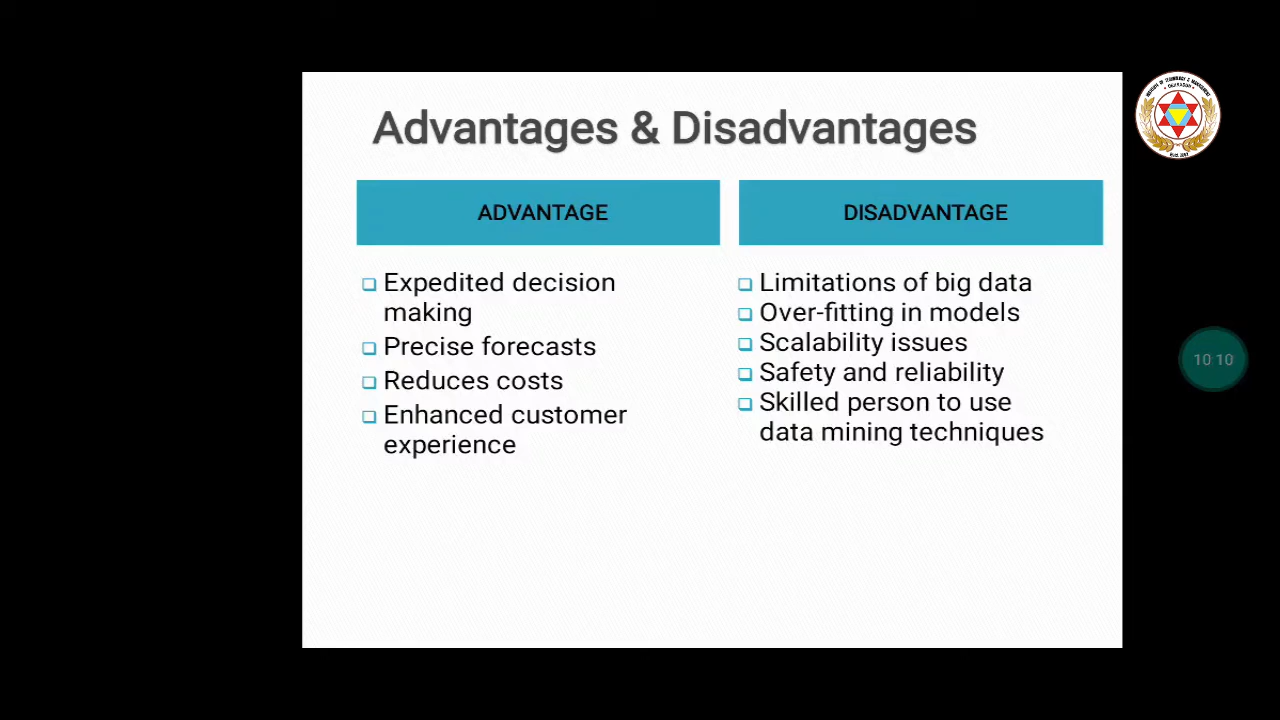 Advantages & Disadvantages
ADVANTAGE
Expedited decision
making
Precise forecasts
Reduces costs
Enhanced customer
experience
DISADVANTAGE
Limitations of big data
Over-fitting in models
Scalability issues
Safety and reliability
Skilled person to use
data mining techniques
10:10